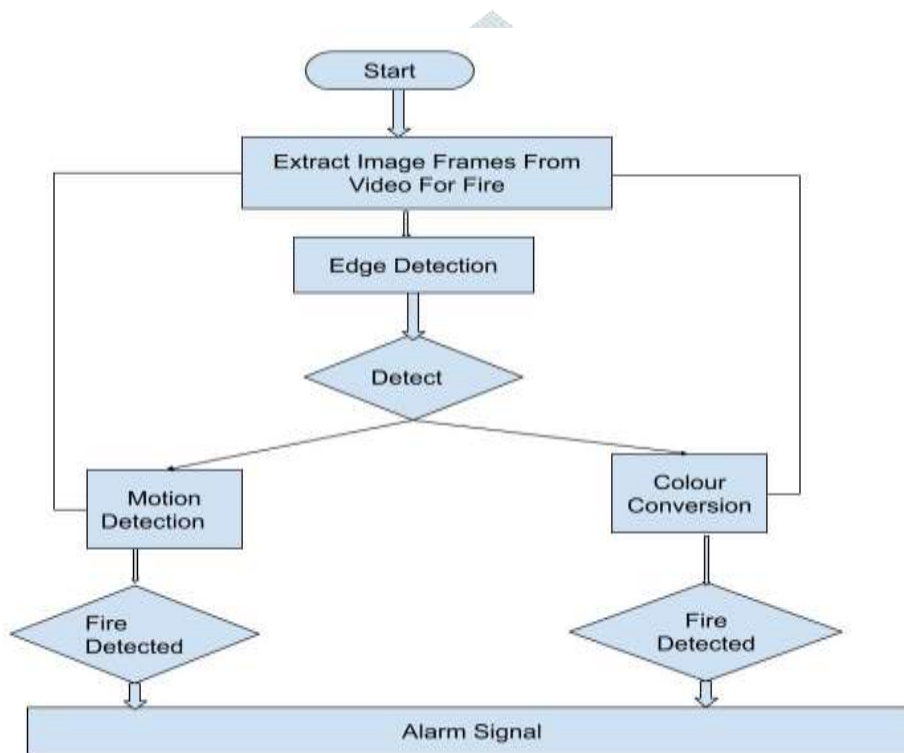 Start
Extract Image Frames From
Video For Fire
Edge Detection
Detect
Motion
Detection
Colour
Conversion
Fire
Detected
Fire
Detected
Alarm Signal